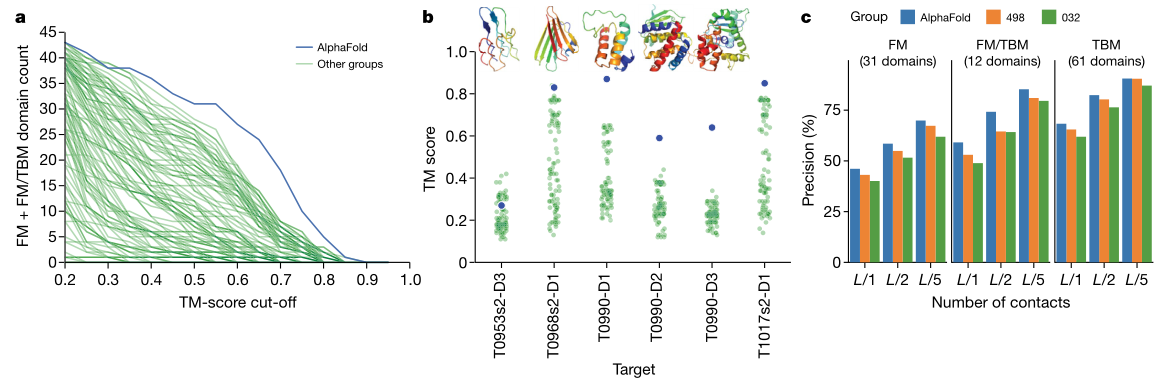 a
FM + FM/TBM domain count
45
40
35
30
25
20
15
10
5
0
0.2 0.3 0.4 0.5 0.6 0.7 0.8 0.9 1.0
TM-score cut-off
AlphaFold
Other groups
b
TM score
1.0
0.8
0.6
0.4
0.2
0
T0953s2-D3
T0968s2-D1
T0990-D1
T0990-D2
T0990-D3
T1017s2-D1
Target
c
Group AlphaFold 498 032
FM
(31 domains)
FM/TBM
(12 domains)
TBM
(61 domains)
Precision (%)
75
50
25
0
L/1 L/2 L/5 L/1 L/2 L/5 L/1 L/2 L/5
Number of contacts